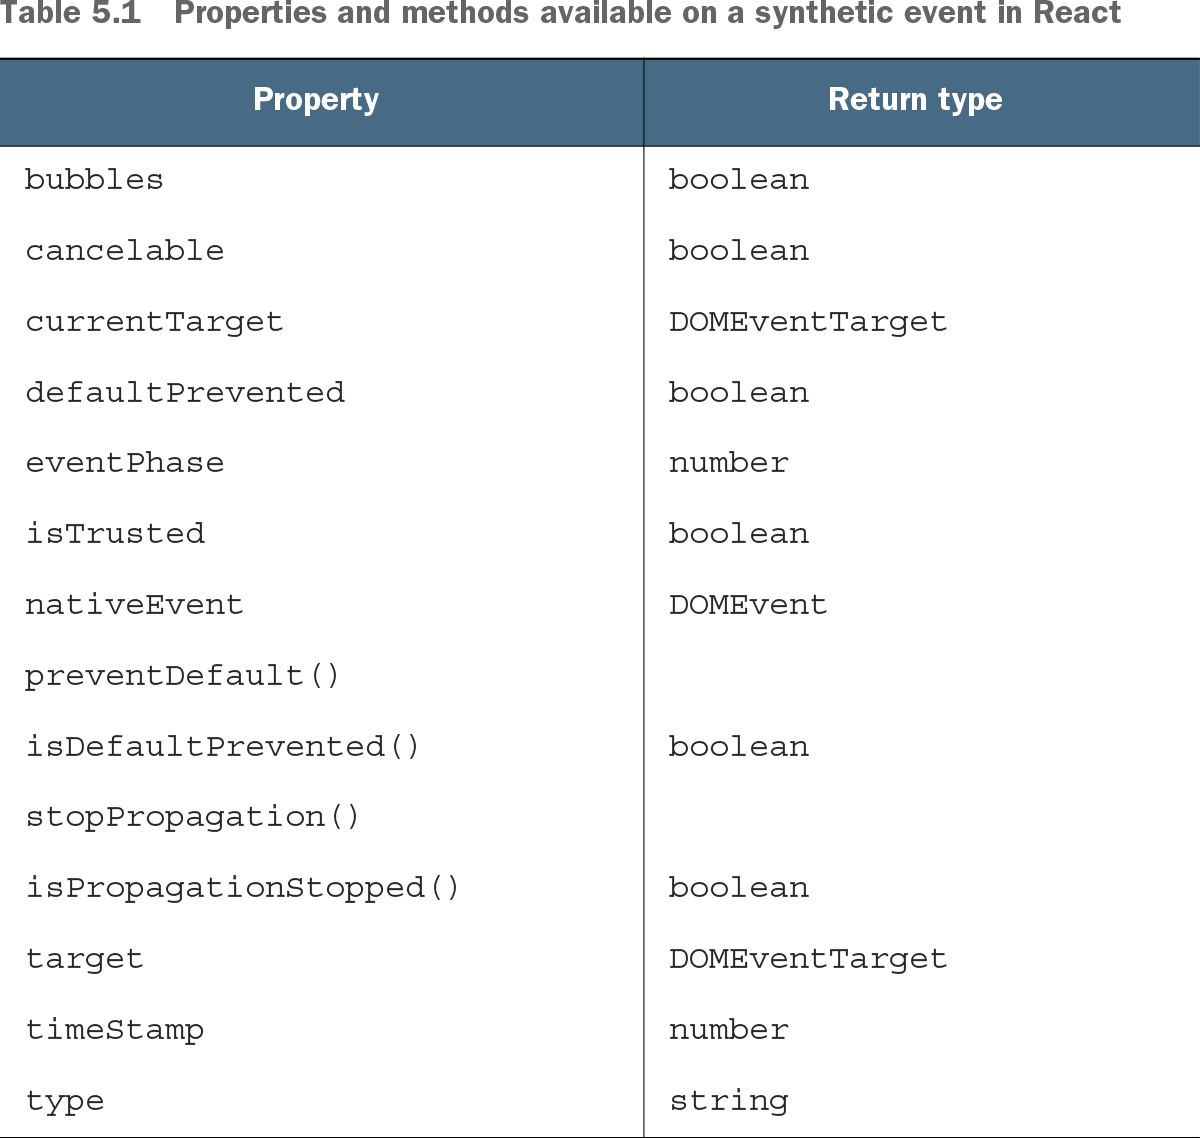 Table 5.1 Properties and methods available on a synthetic event in React
Property Return type
bubbles boolean
cancelable boolean
currentTarget DOMEventTarget
defaultPrevented boolean
eventPhase number
isTrusted boolean
nativeEvent DOMEvent
preventDefault()
isDefaultPrevented() boolean
stopPropagation()
isPropagationStopped() boolean
target DOMEventTarget
timeStamp number
type string